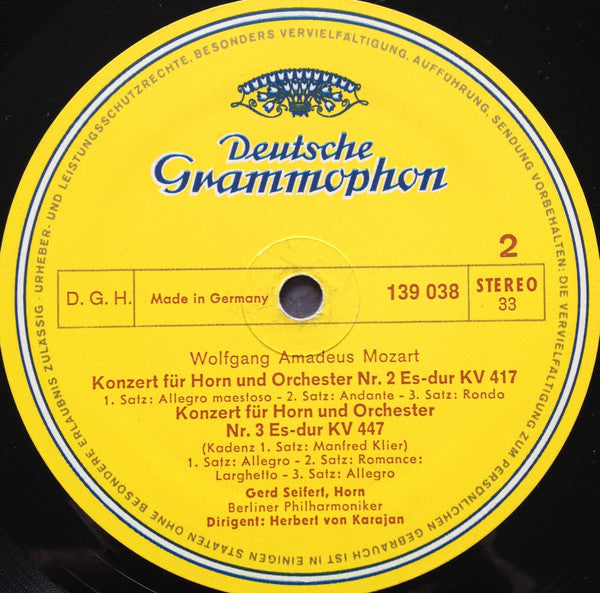 Deutsche
Grammophon
2
D. G. H.
Made in Germany
139 038
STEREO
33
Wolfgang Amadeus Mozart
Konzert für Horn und Orchester Nr. 2 Es-dur KV 417
1. Satz: Allegro maestoso - 2. Satz: Andante - 3. Satz: Rondo
Konzert für Horn und Orchester
Nr. 3 Es-dur KV 447
(Kadenz 1. Satz: Manfred Klier)
1. Satz: Allegro - 2. Satz: Romance:
Larghetto - 3. Satz: Allegro
Gerd Seifert, Horn
Berliner Philharmoniker
Dirigent: Herbert von Karajan
URHEBER- UND LEISTUNGSSCHUTZRECHTE, BESONDERS VERVIELFÄLTIGUNG, AUFFÜHRUNG, SENDUNG VORBEHALTEN; DIE VERVIELFÄLTIGUNG ZUM PERSÖNLICHEN GEBRAUCH IST IN EINIGEN STAATEN OHNE BESONDERE ERLAUBNIS ZULÄSSIG ·